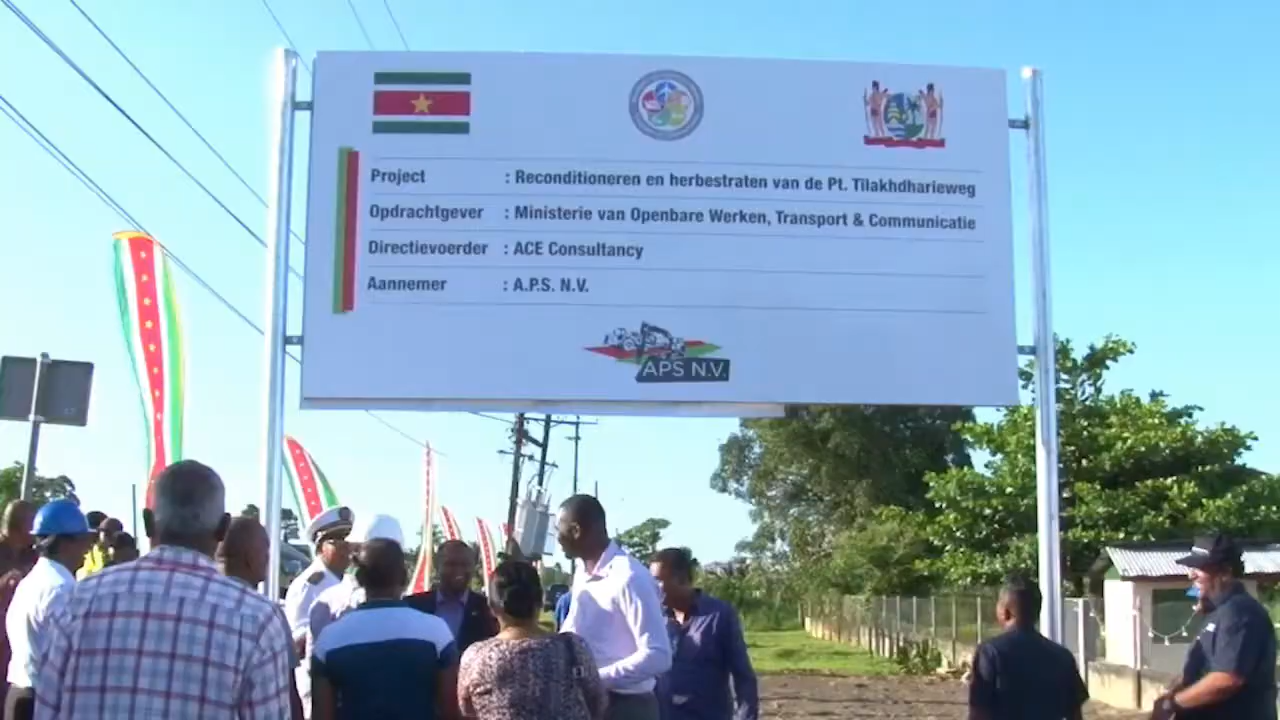 Project : Reconditioneren en herbestraten van de Pt. Tilakhdharieweg
Opdrachtgever : Ministerie van Openbare Werken, Transport & Communicatie
Directievoerder : ACE Consultancy
Aannemer : A.P.S. N.V.
APS N.V.